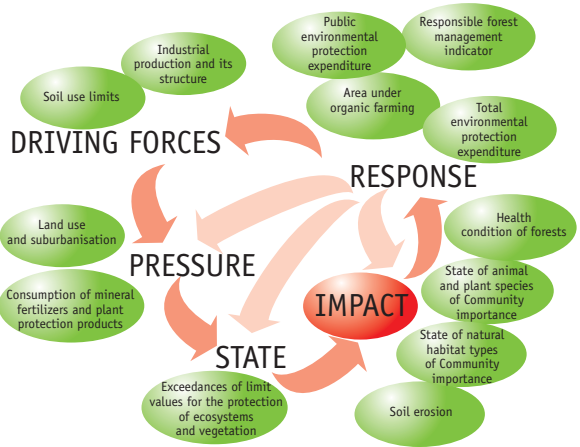 Public
environmental
protection
expenditure
Responsible forest
management
indicator
Industrial
production and its
structure
Soil use limits
Area under
organic farming
Total
environmental
protection
expenditure
DRIVING FORCES
RESPONSE
Land use
and suburbanisation
Health
condition of forests
PRESSURE
Consumption of mineral
fertilizers and plant
protection products
State of animal
and plant species
of Community
importance
IMPACT
State of natural
habitat types
of Community
importance
STATE
Exceedances of limit
values for the protection
of ecosystems
and vegetation
Soil erosion